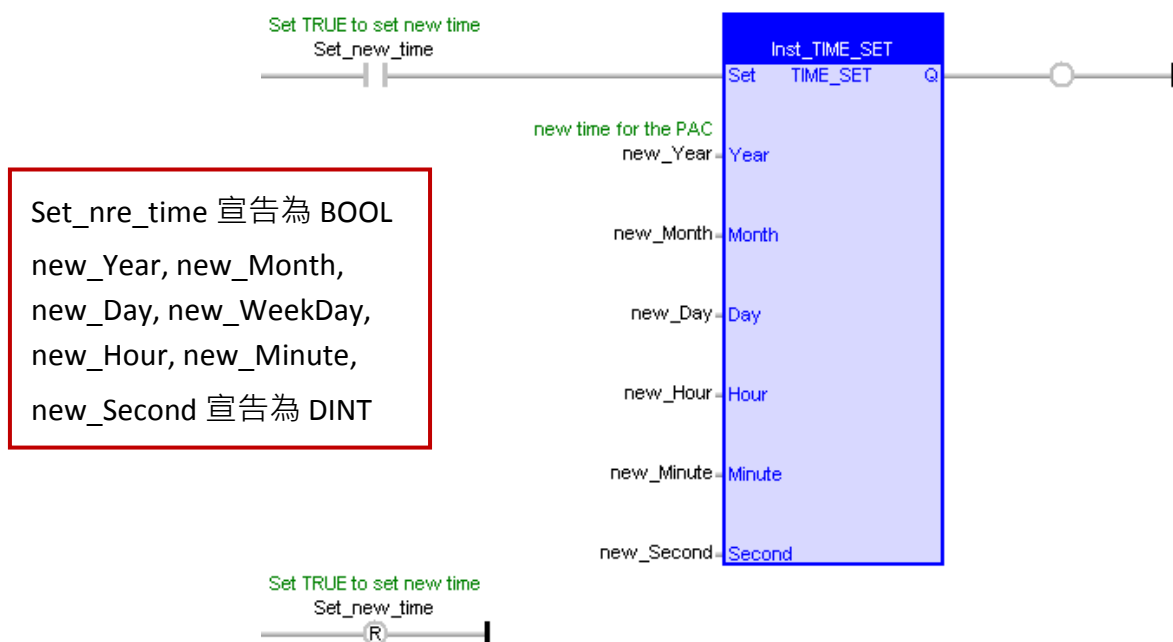 Set TRUE to set new time
Set_new_time
Inst_TIME_SET
Set TIME_SET Q
new time for the PAC
new_Year Year
new_Month Month
new_Day Day
new_Hour Hour
new_Minute Minute
new_Second Second
Set_nre_time 宣告為 BOOL
new_Year, new_Month,
new_Day, new_WeekDay,
new_Hour, new_Minute,
new_Second 宣告為 DINT
Set TRUE to set new time
Set_new_time
R